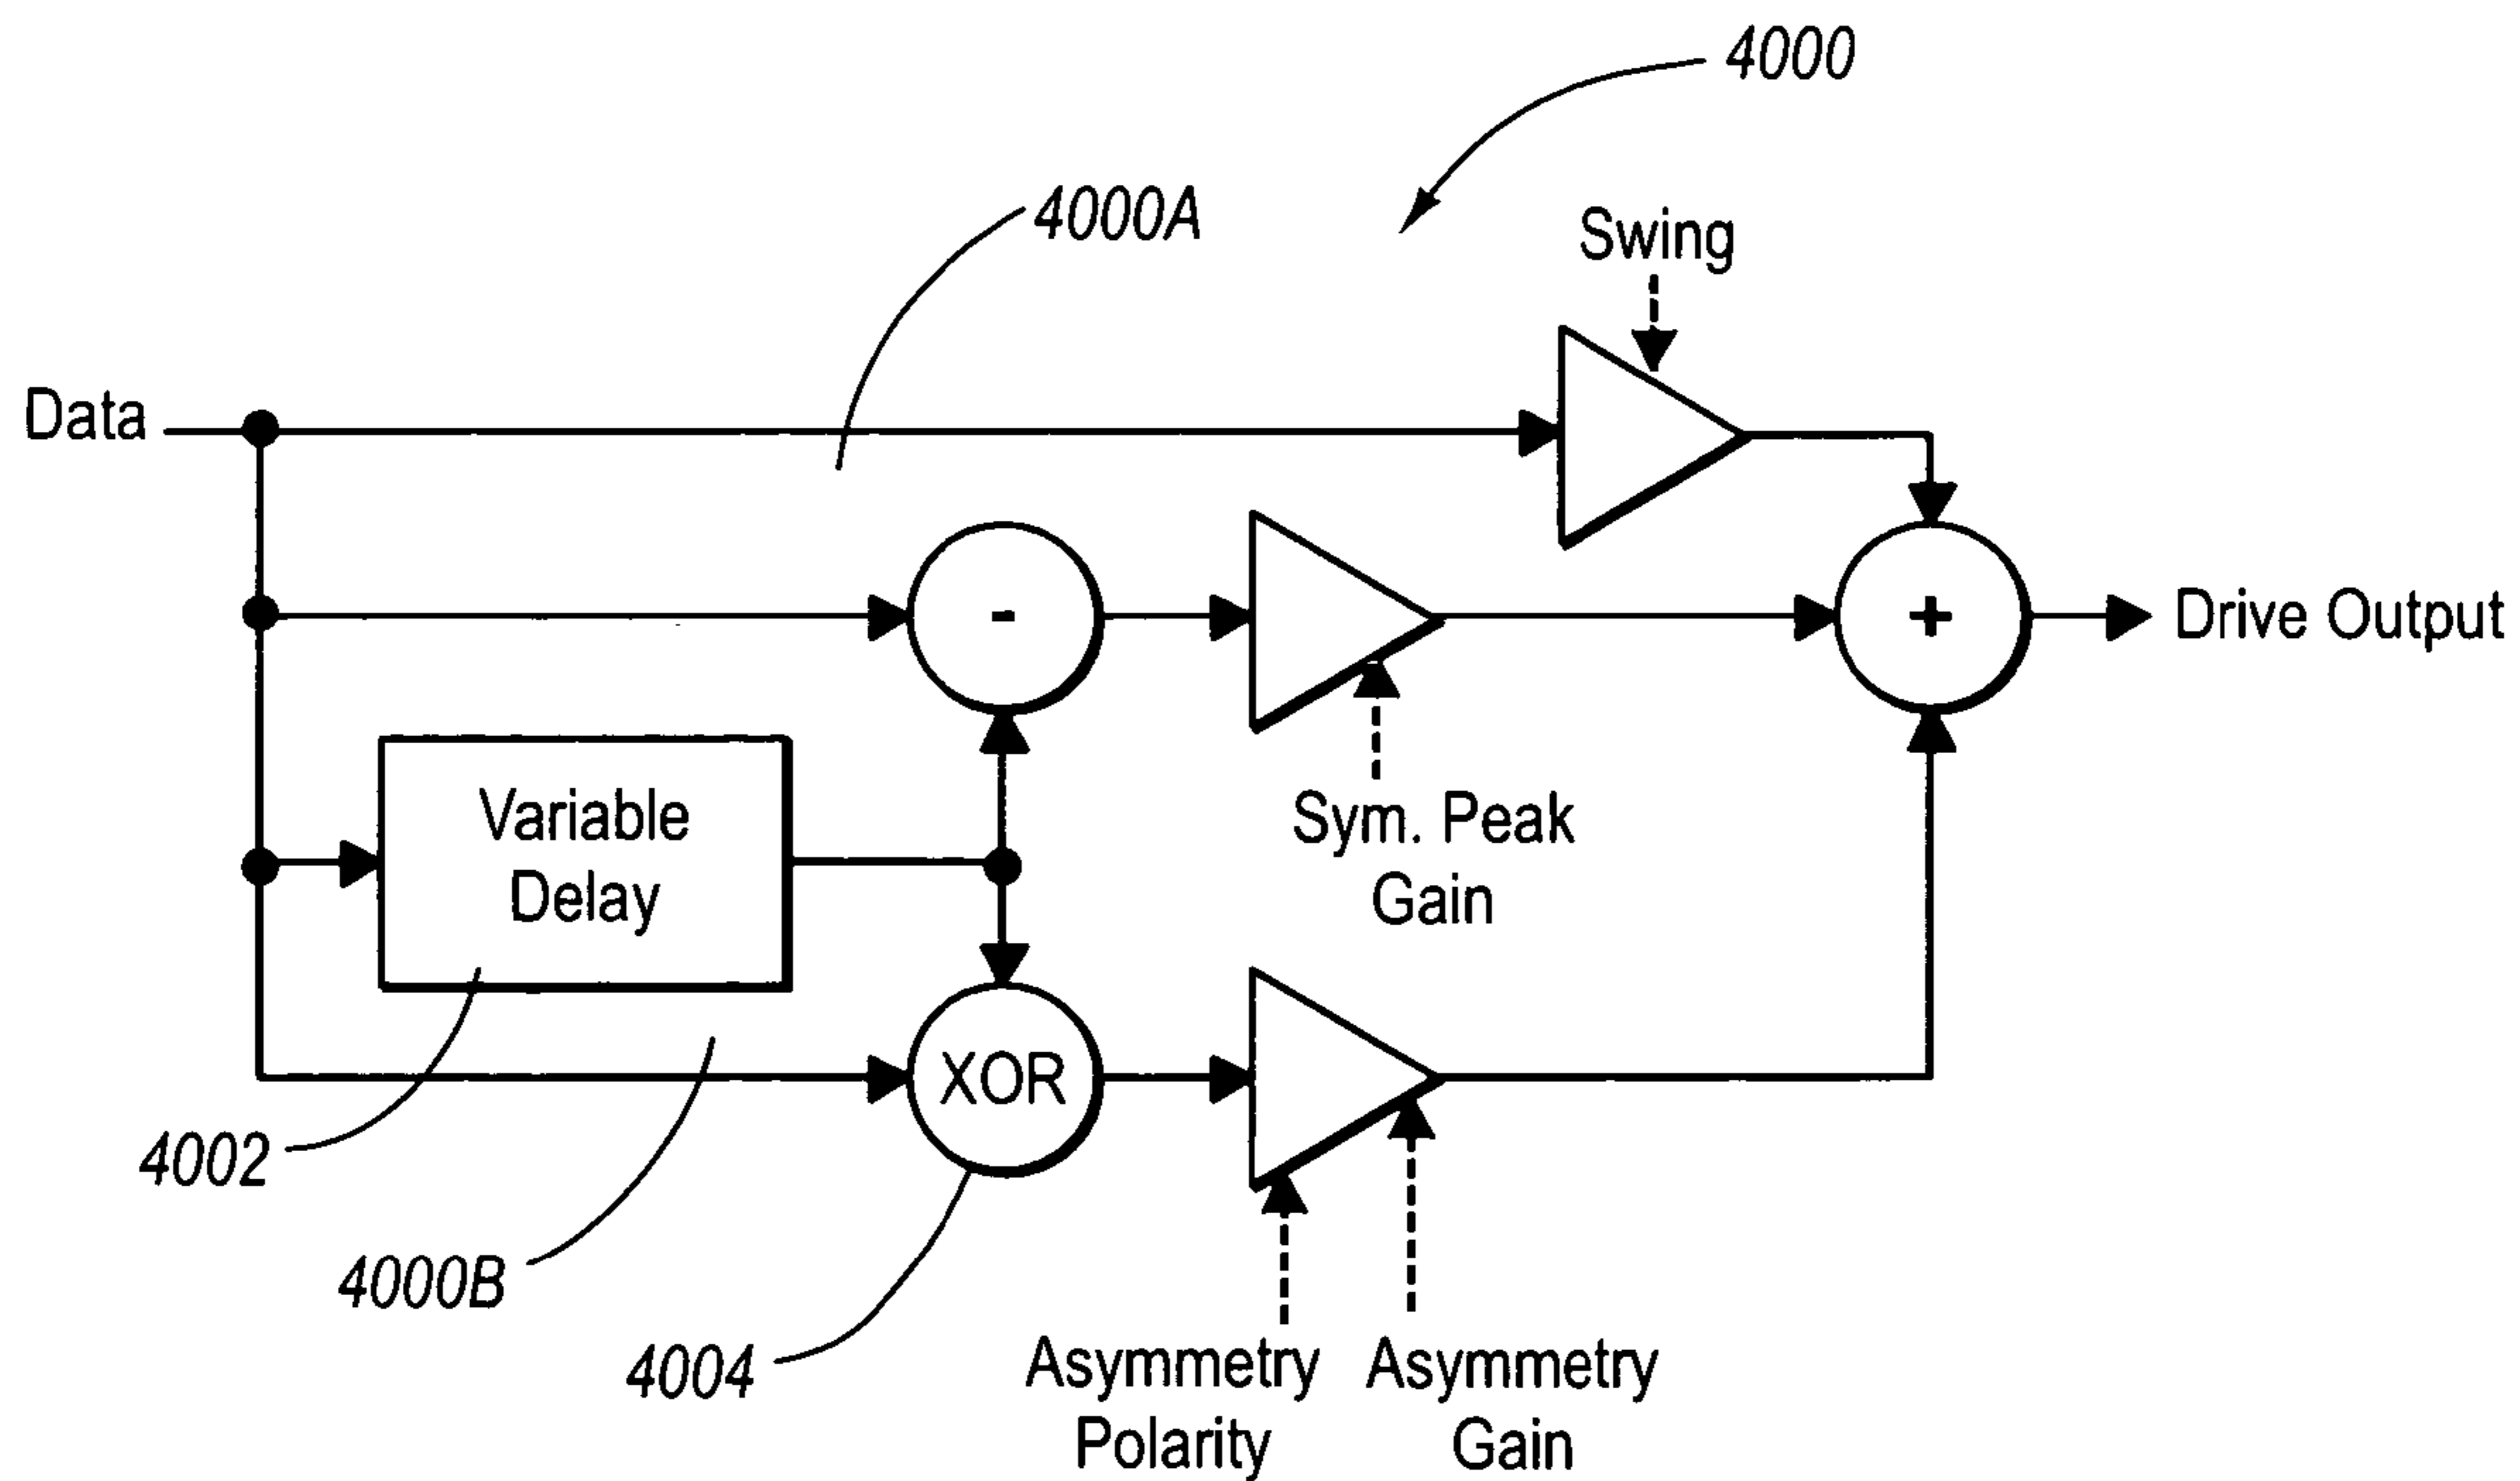 4000
4000A
Swing
Data
-
+
Drive Output
Variable
Delay
Sym. Peak
Gain
XOR
4002
4000B
4004
Asymmetry
Polarity
Asymmetry
Gain